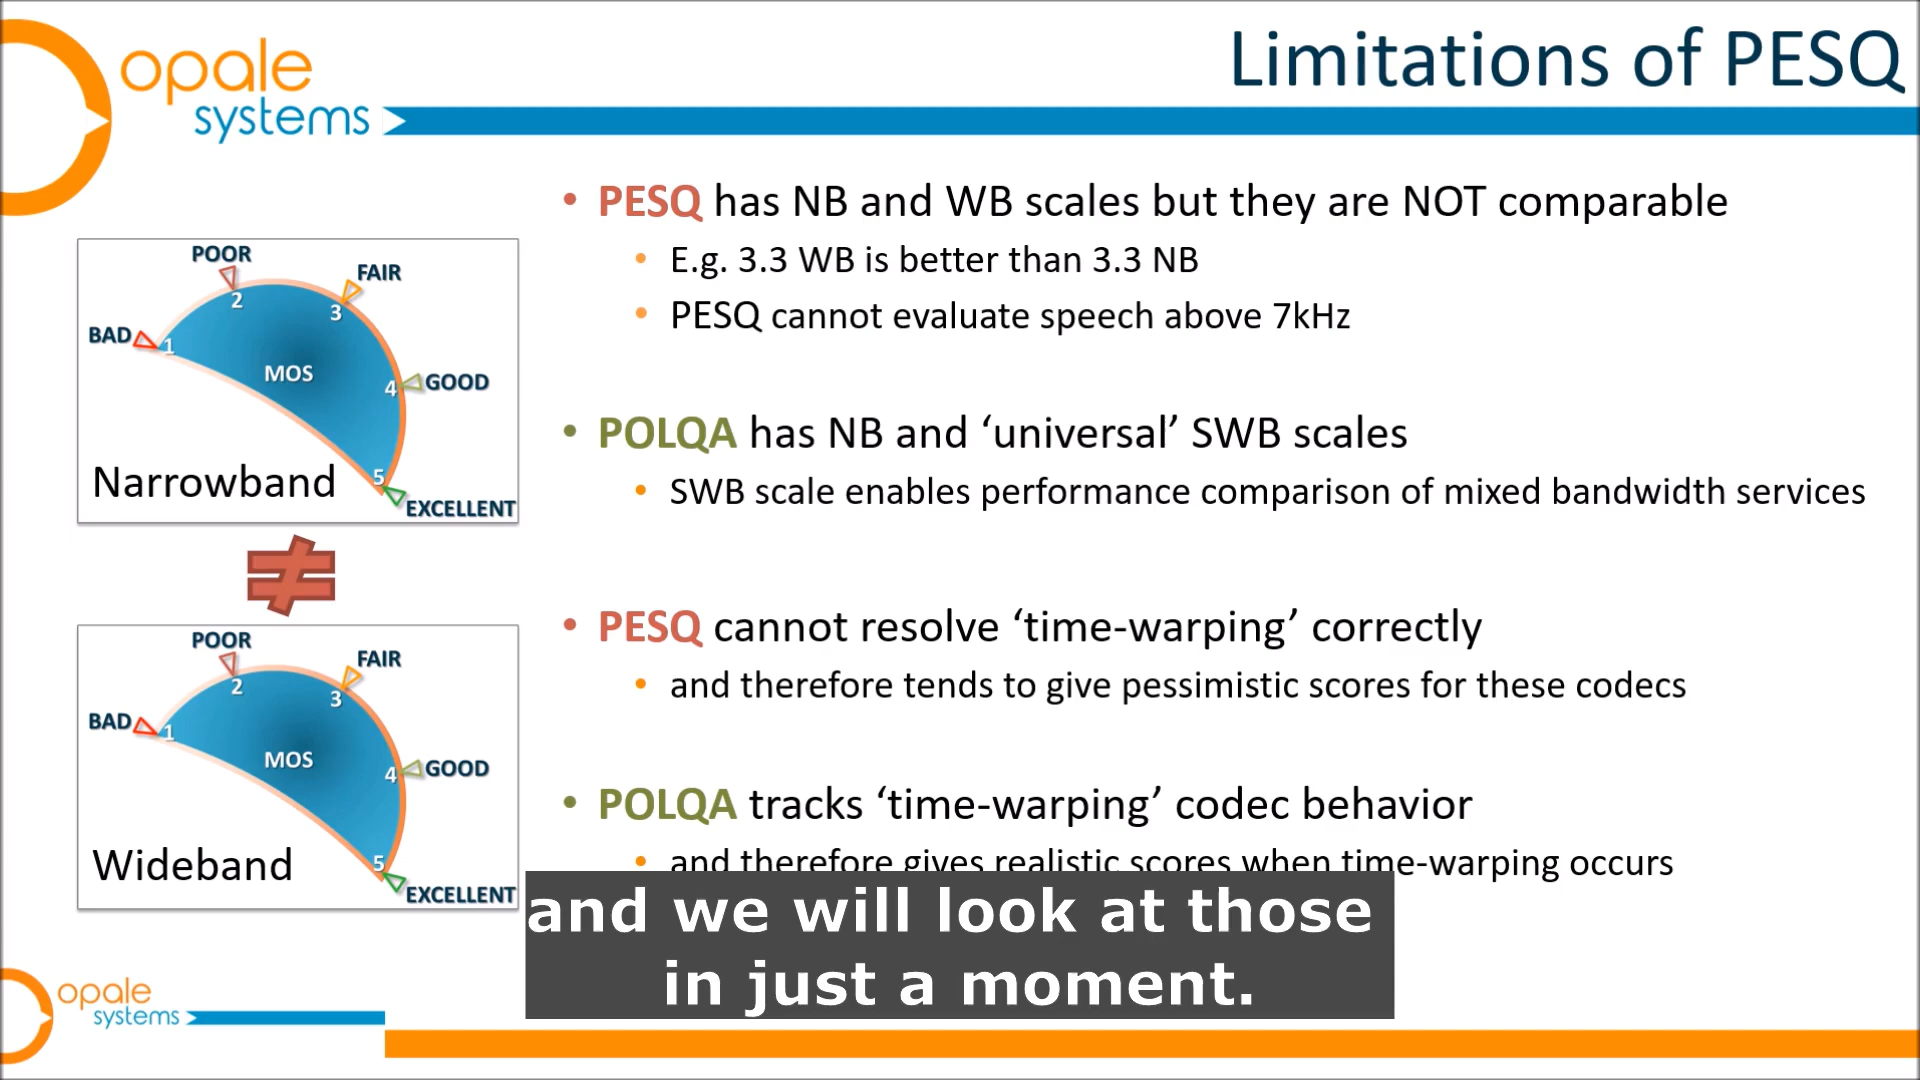 opale
systems
Limitations of PESQ
• PESQ has NB and WB scales but they are NOT comparable
• E.g. 3.3 WB is better than 3.3 NB
• PESQ cannot evaluate speech above 7kHz
• POLQA has NB and ‘universal’ SWB scales
• SWB scale enables performance comparison of mixed bandwidth services
• PESQ cannot resolve ‘time-warping’ correctly
• and therefore tends to give pessimistic scores for these codecs
• POLQA tracks ‘time-warping’ codec behavior
• and therefore gives realistic scores when time-warping occurs
POOR
2
FAIR
3
BAD
1
MOS
4
GOOD
5
Narrowband
EXCELLENT
≠
POOR
2
FAIR
3
BAD
1
MOS
4
GOOD
5
Wideband
EXCELLENT
and we will look at those
in just a moment.
opale
systems